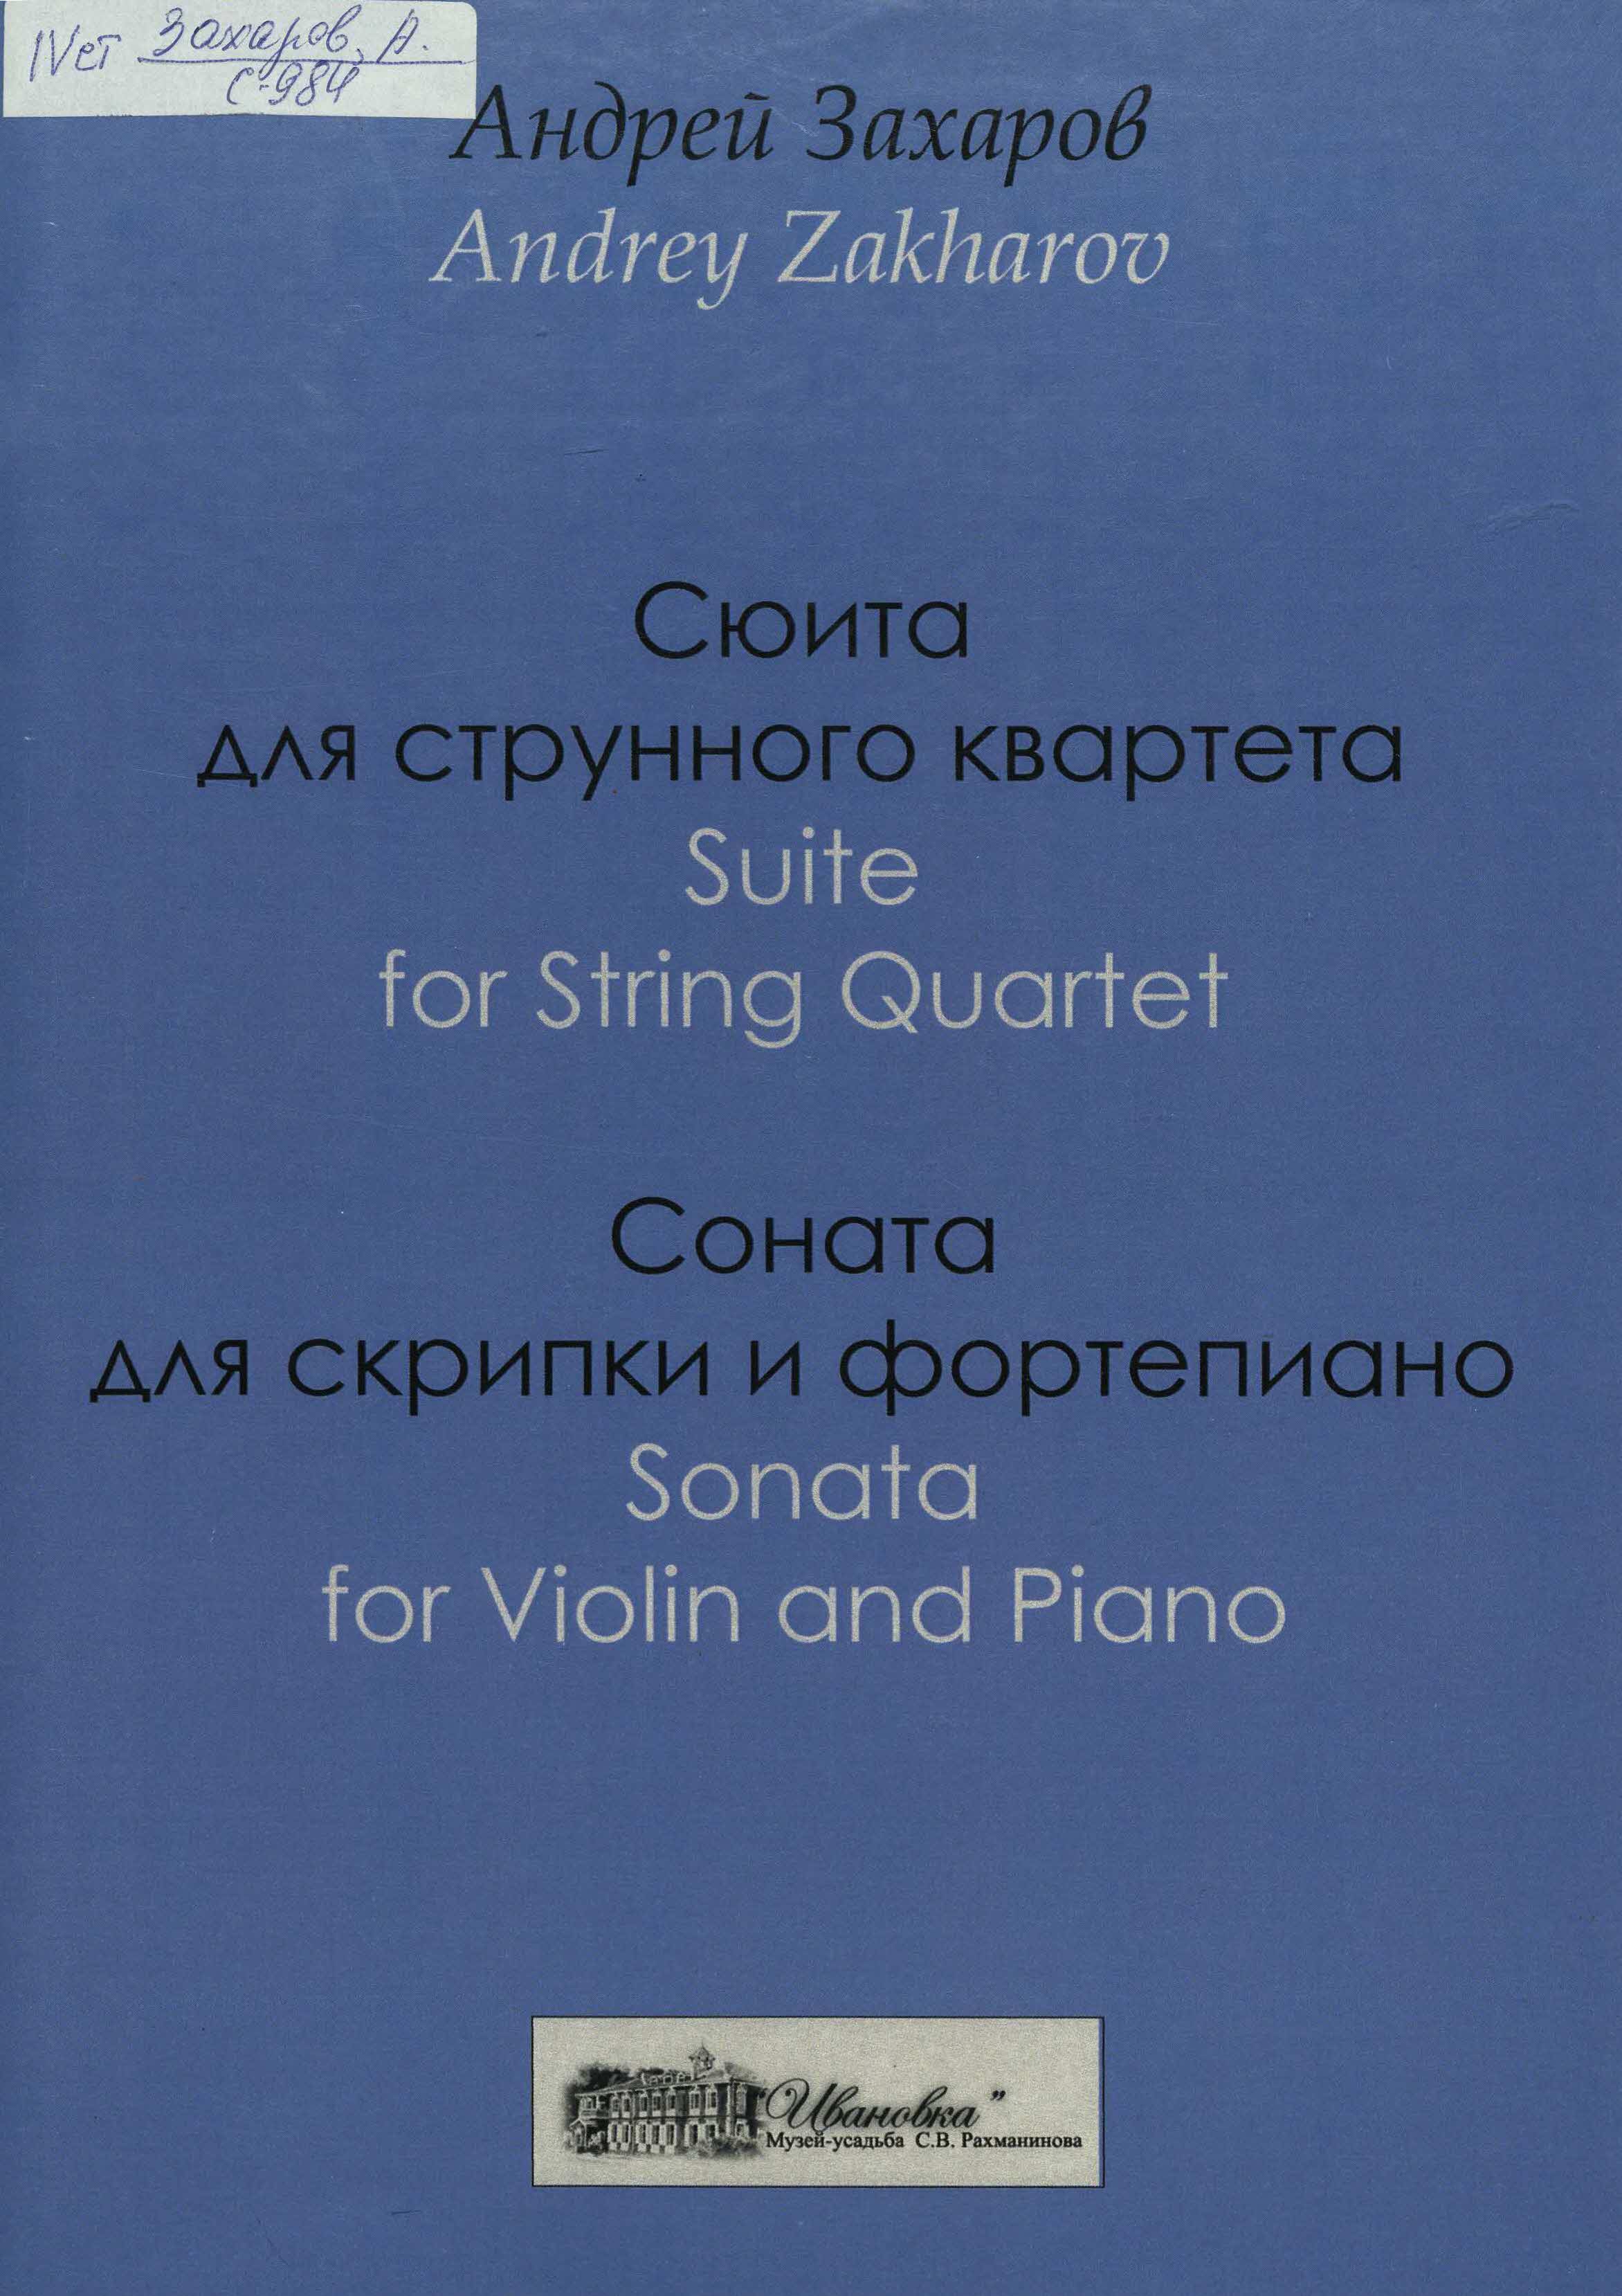 IVет Захаров, А.
С-984
Андрей Захаров
Andrey Zakharov
Сюита
для струнного квартета
Suite
for String Quartet
Соната
для скрипки и фортепиано
Sonata
for Violin and Piano
"Ивановка"
Музей-усадьба С.В. Рахманинова